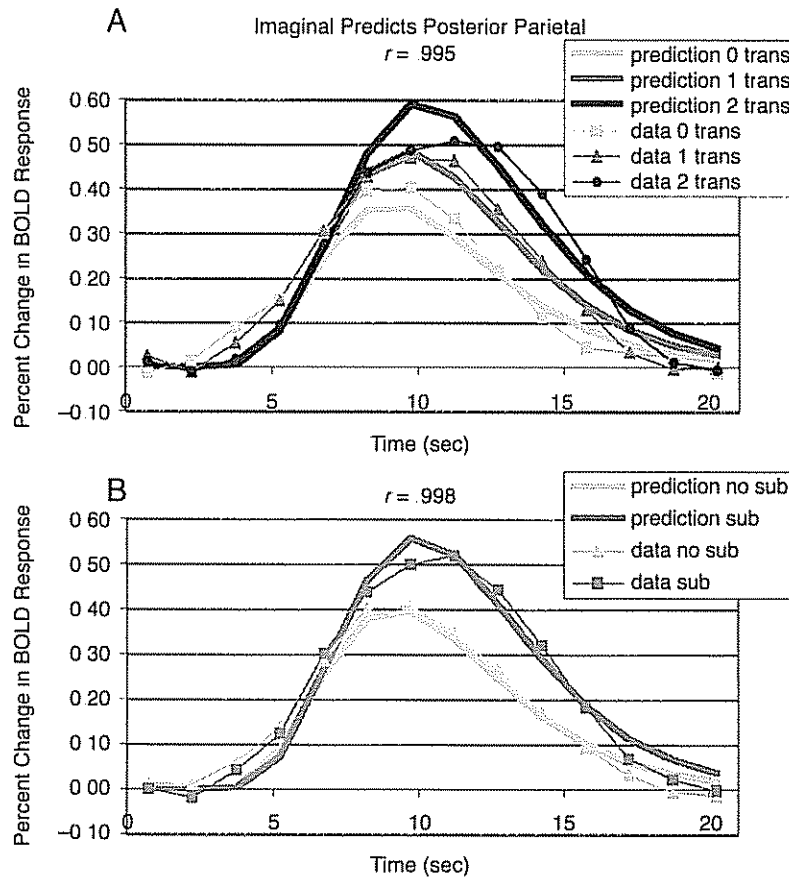 A
Imaginal Predicts Posterior Parietal
r = .995
prediction 0 trans
prediction 1 trans
prediction 2 trans
data 0 trans
data 1 trans
data 2 trans
Percent Change in BOLD Response
0 60
0 50
0 40
0 30
0 20
0 10
0 00
–0 10
0
5
10
15
20
Time (sec)
B
r = .998
prediction no sub
prediction sub
data no sub
data sub
Percent Change in BOLD Response
0 60
0 50
0 40
0 30
0 20
0 10
0 00
–0 10
0
5
10
15
20
Time (sec)